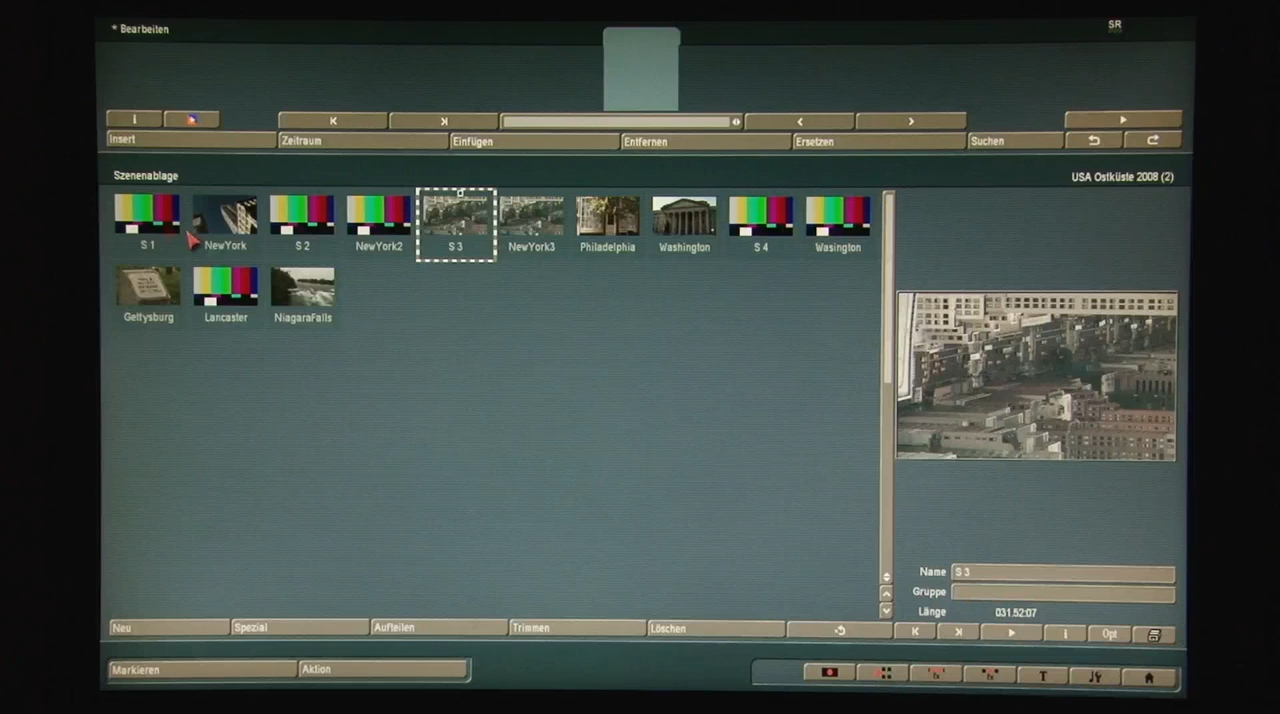 * Bearbeiten
SR
Insert
Zeitraum
Einfügen
Entfernen
Ersetzen
Suchen
Szenenablage
USA Ostküste 2008 (2)
S 1
NewYork
S 2
NewYork2
S 3
NewYork3
Philadelphia
Washington
S 4
Wasington
Gettysburg
Lancaster
NiagaraFalls
Name S 3
Gruppe
Länge 031.52:07
Neu
Spezial
Aufteilen
Trimmen
Löschen
i
Opt
Markieren
Aktion
fx
fx
T